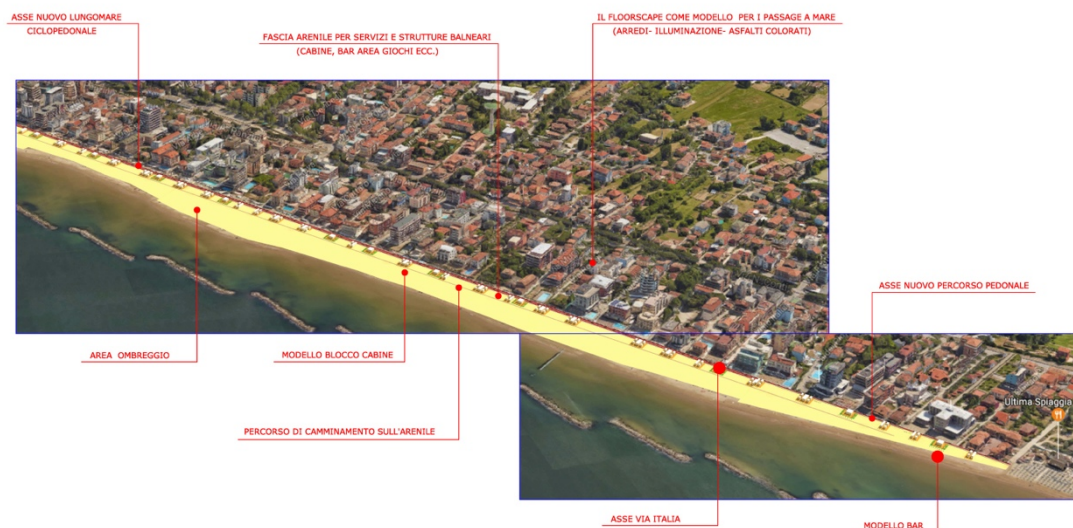 ASSE NUOVO LUNGOMARE
CICLOPEDONALE
FASCIA ARENILE PER SERVIZI E STRUTTURE BALNEARI
(CABINE, BAR AREA GIOCHI ECC.)
IL FLOORSCAPE COME MODELLO PER I PASSAGE A MARE
(ARREDI- ILLUMINAZIONE- ASFALTI COLORATI)
ASSE NUOVO PERCORSO PEDONALE
AREA OMBREGGIO
MODELLO BLOCCO CABINE
Ultima Spiaggia
PERCORSO DI CAMMINAMENTO SULL'ARENILE
ASSE VIA ITALIA
MODELLO BAR